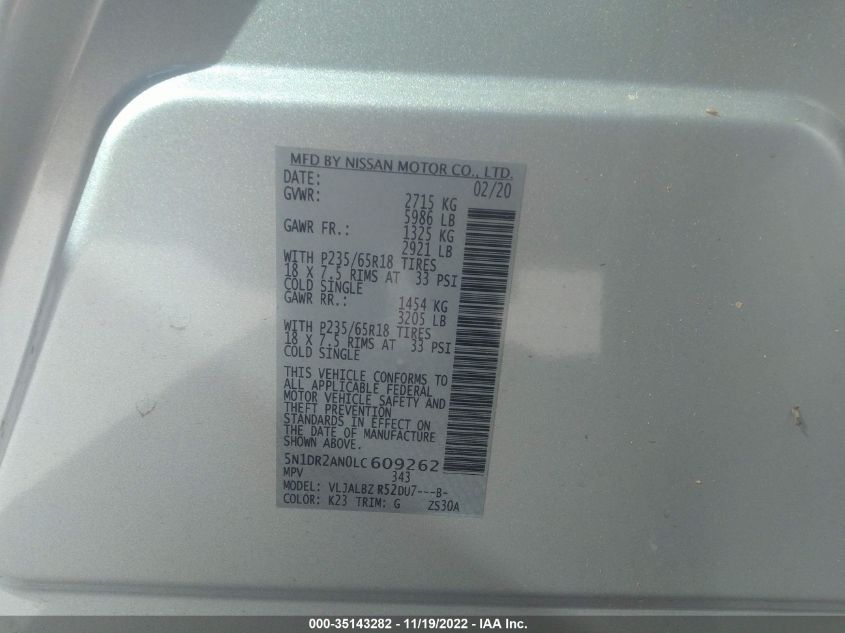 MFD BY NISSAN MOTOR CO., LTD.
DATE: 02/20
GVWR: 2715 KG
5986 LB
GAWR FR.: 1325 KG
2921 LB
WITH P235/65R18 TIRES
18 X 7.5 RIMS AT 33 PSI
COLD SINGLE
GAWR RR.: 1454 KG
3205 LB
WITH P235/65R18 TIRES
18 X 7.5 RIMS AT 33 PSI
COLD SINGLE
THIS VEHICLE CONFORMS TO
ALL APPLICABLE FEDERAL
MOTOR VEHICLE SAFETY AND
THEFT PREVENTION
STANDARDS IN EFFECT ON
THE DATE OF MANUFACTURE
SHOWN ABOVE.
5N1DR2AN0LC609262
MPV 343
MODEL: VLJALBZ R52DU7---B-
COLOR: K23 TRIM: G ZS30A
000-35143282 - 11/19/2022 - IAA Inc.